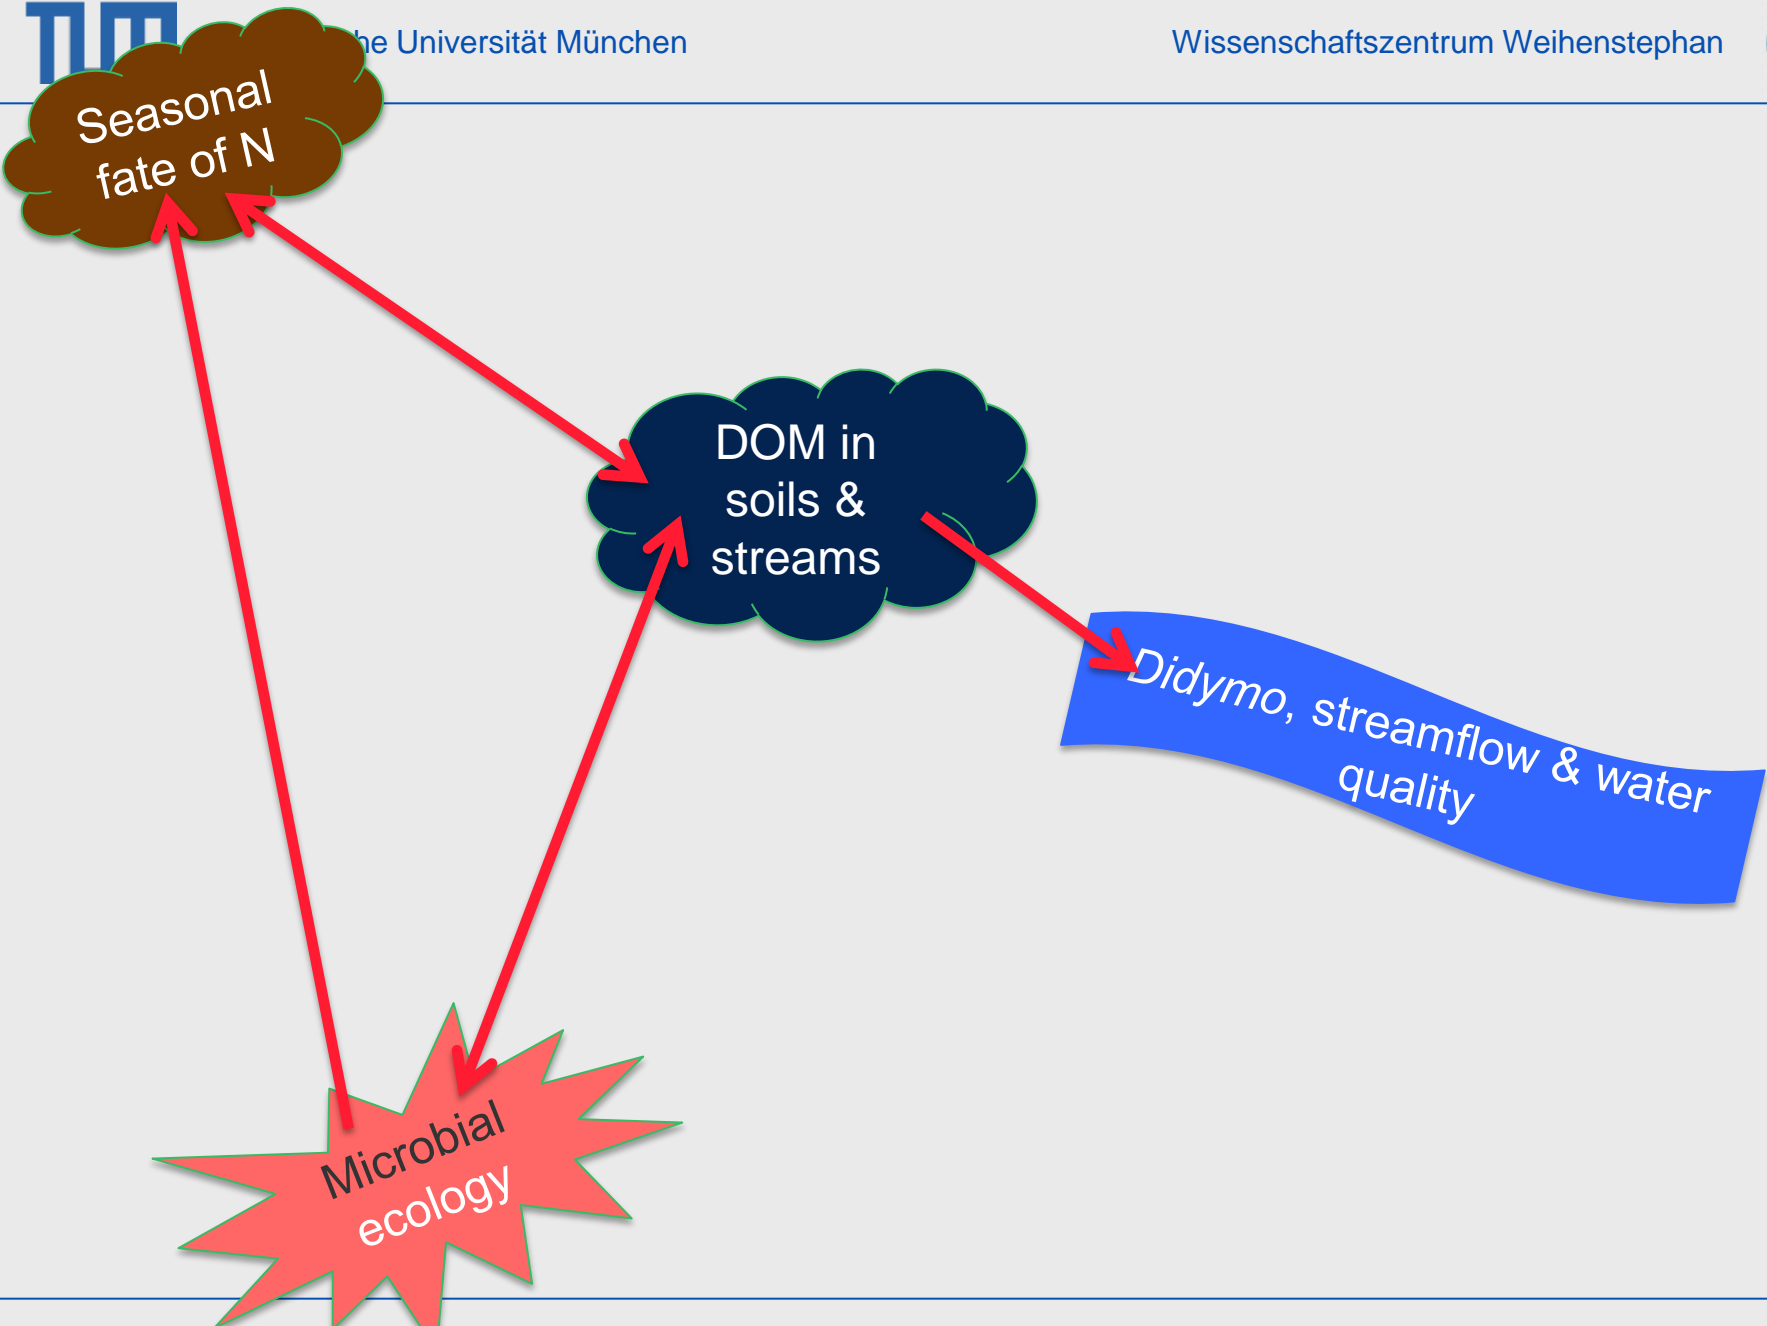 he Universität München
Wissenschaftszentrum Weihenstephan
Seasonal
fate of N
DOM in
soils &
streams
Didymo, streamflow & water
quality
Microbial
ecology